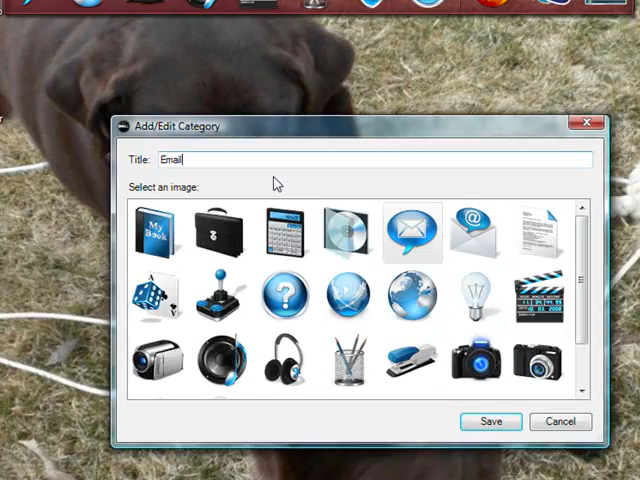 Add/Edit Category
Title: Email
Select an image:
My
Book
@
A
?
Save Cancel